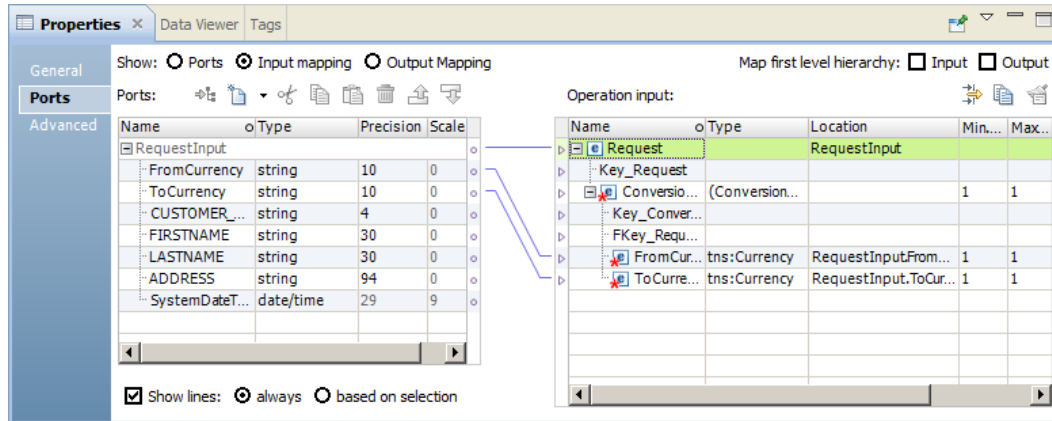 Properties Data Viewer Tags
General
Ports
Advanced
Show: Ports Input mapping Output Mapping
Map first level hierarchy: Input Output
Ports:
Operation input:
Name Type Precision Scale
RequestInput
FromCurrency string 10 0
ToCurrency string 10 0
CUSTOMER_... string 4 0
FIRSTNAME string 30 0
LASTNAME string 30 0
ADDRESS string 94 0
SystemDateT... date/time 29 9
Name Type Location Min.... Max...
Request RequestInput
Key_Request
Conversio... (Conversion... 1 1
Key_Conver...
FKey_Requ...
FromCur... tns:Currency RequestInput.From... 1 1
ToCurre... tns:Currency RequestInput.ToCur... 1 1
Show lines: always based on selection